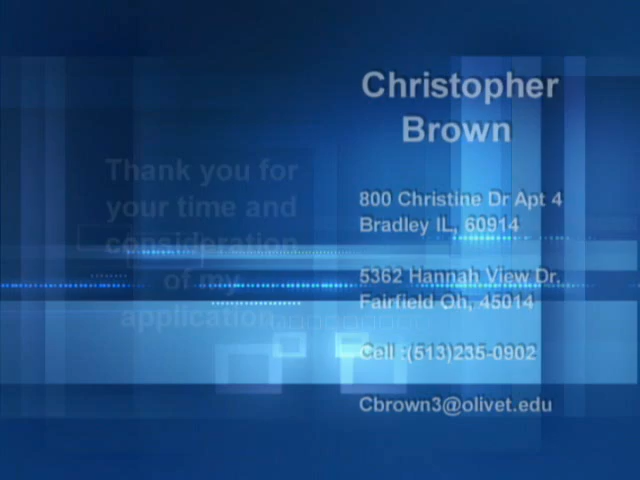 Christopher
Brown
Thank you for
your time and
consideration
of my
application.
800 Christine Dr Apt 4
Bradley IL, 60914
5362 Hannah View Dr.
Fairfield Oh, 45014
Cell :(513)235-0902
Cbrown3@olivet.edu